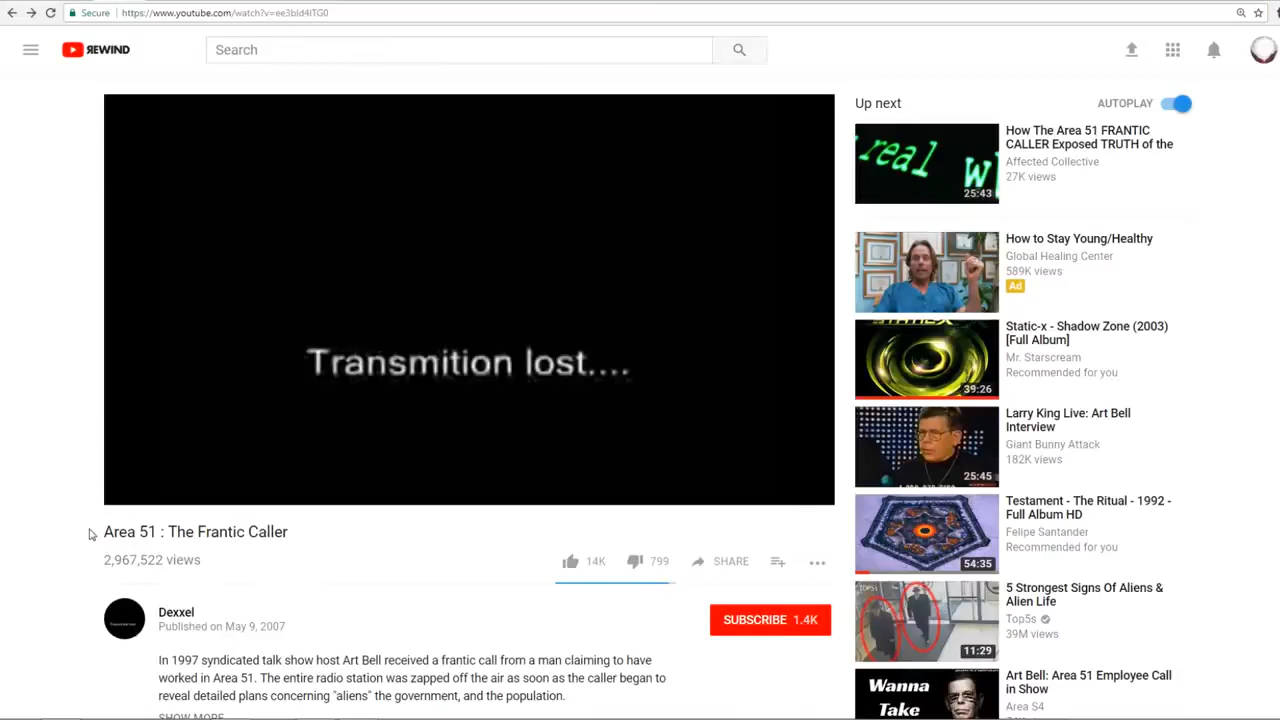 Secure https://www.youtube.com/watch?v=ee3bld4ITG0
REWIND
Search
Transmition lost....
Area 51 : The Frantic Caller
2,967,522 views
14K 799 SHARE
Dexxel
Published on May 9, 2007
SUBSCRIBE 1.4K
In 1997 syndicated talk show host Art Bell received a frantic call from a man claiming to have
worked in Area 51. The entire radio station was zapped off the air as soon as the caller began to
reveal detailed plans concerning "aliens" the government, and the population.
SHOW MORE
Up next
AUTOPLAY
real
25:43
How The Area 51 FRANTIC
CALLER Exposed TRUTH of the
Affected Collective
27K views
How to Stay Young/Healthy
Global Healing Center
589K views
Ad
39:26
Static-x - Shadow Zone (2003)
[Full Album]
Mr. Starscream
Recommended for you
25:45
Larry King Live: Art Bell
Interview
Giant Bunny Attack
182K views
54:35
Testament - The Ritual - 1992 -
Full Album HD
Felipe Santander
Recommended for you
TOP5s
11:29
5 Strongest Signs Of Aliens &
Alien Life
Top5s
39M views
Wanna
Take
Art Bell: Area 51 Employee Call
in Show
Area S4